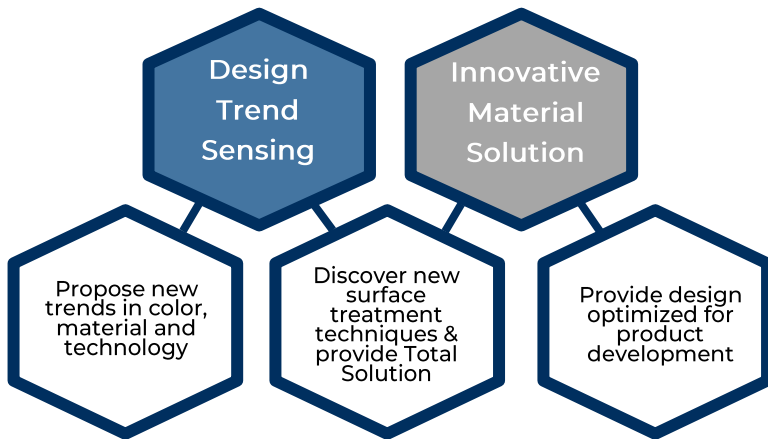 Design
Trend
Sensing
Innovative
Material
Solution
Propose new
trends in color,
material and
technology
Discover new
surface
treatment
techniques &
provide Total
Solution
Provide design
optimized for
product
development